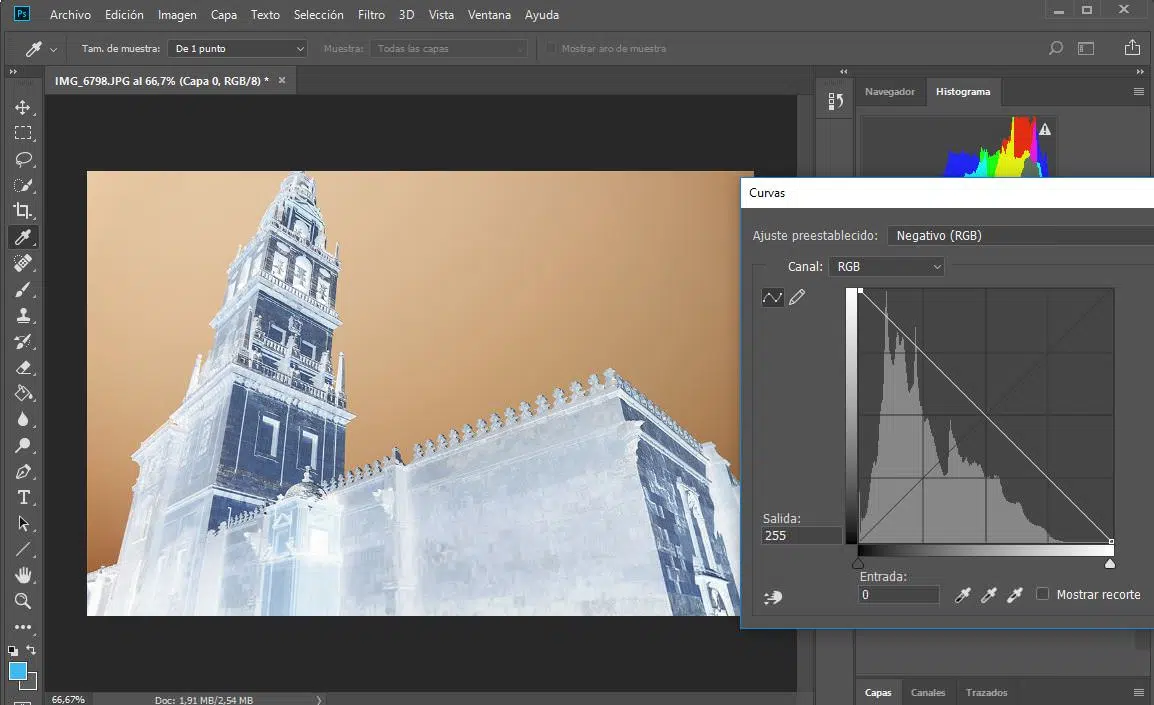 Ps Archivo Edición Imagen Capa Texto Selección Filtro 3D Vista Ventana Ayuda
Tam. de muestra: De 1 punto Muestra: Todas las capas Mostrar aro de muestra
IMG_6798.JPG al 66,7% (Capa 0, RGB/8) * ×
Navegador Histograma
Curvas
Ajuste preestablecido: Negativo (RGB)
Canal: RGB
Salida:
255
Entrada:
0
Mostrar recorte
66,67% Doc: 1,91 MB/2,54 MB
Capas Canales Trazados